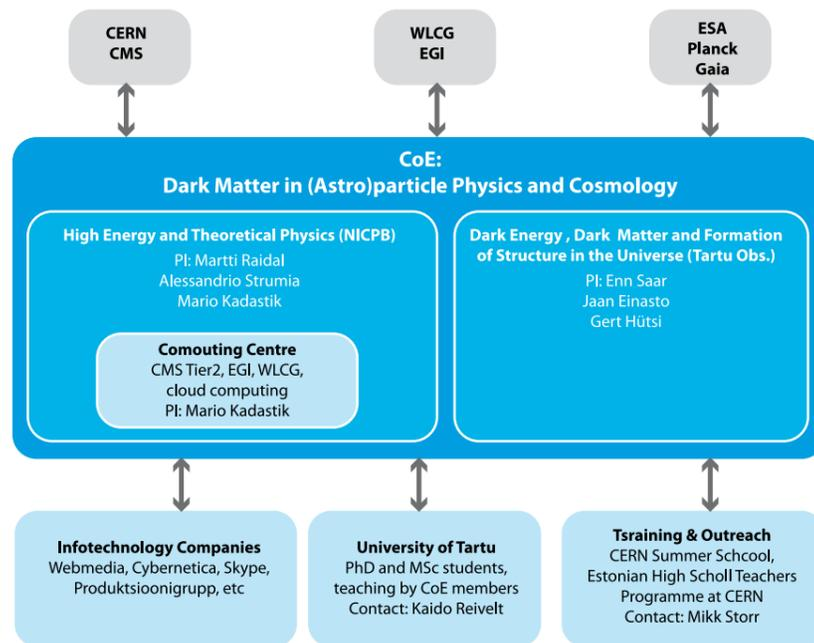 CERN
CMS
WLCG
EGI
ESA
Planck
Gaia
CoE:
Dark Matter in (Astro)particle Physics and Cosmology
High Energy and Theoretical Physics (NICPB)
PI: Martti Raidal
Alessandrio Strumia
Mario Kadastik
Comouting Centre
CMS Tier2, EGI, WLCG,
cloud computing
PI: Mario Kadastik
Dark Energy , Dark Matter and Formation
of Structure in the Universe (Tartu Obs.)
PI: Enn Saar
Jaan Einasto
Gert Hütsi
Infotechnology Companies
Webmedia, Cybernetica, Skype,
Produktsioonigrupp, etc
University of Tartu
PhD and MSc students,
teaching by CoE members
Contact: Kaido Reivelt
Tsraining & Outreach
CERN Summer Schcool,
Estonian High Scholl Teachers
Programme at CERN
Contact: Mikk Storr